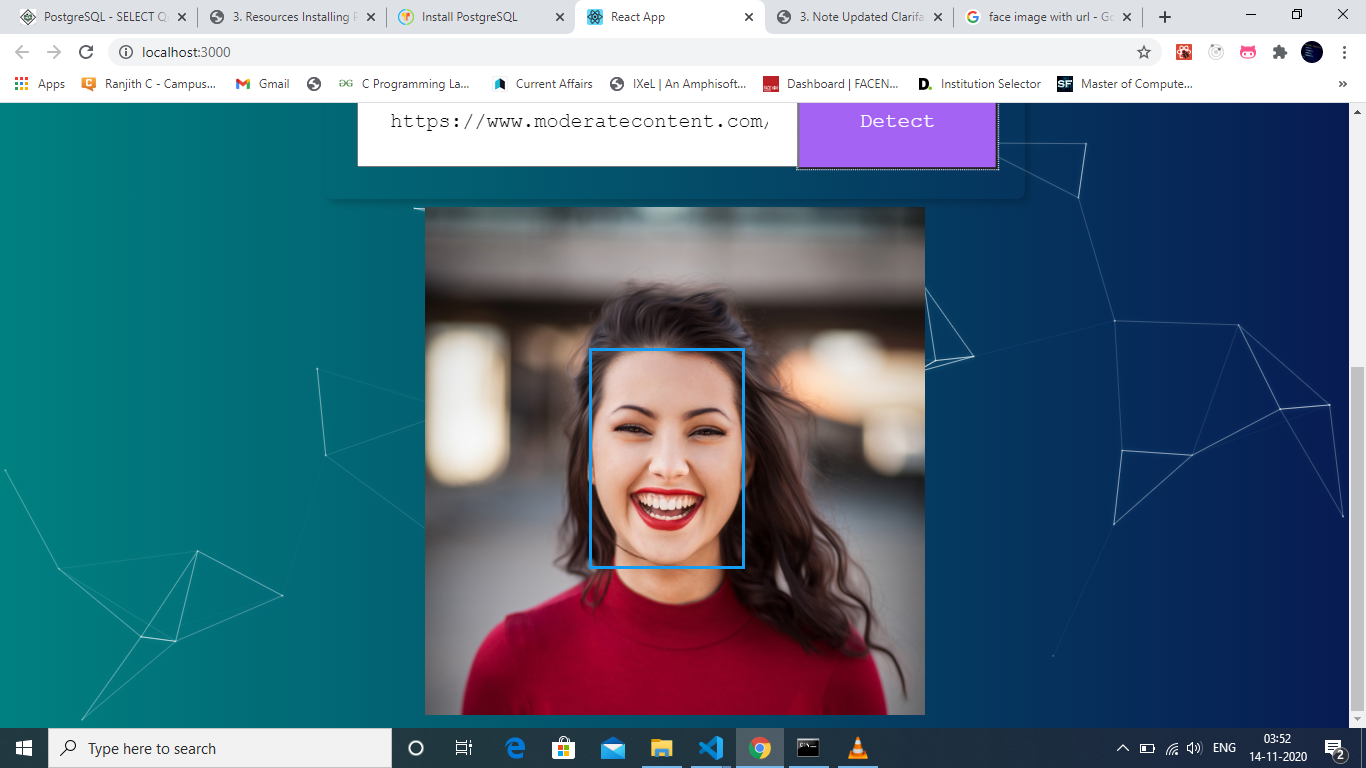 PostgreSQL - SELECT Q
3. Resources Installing P
Install PostgreSQL
React App
3. Note Updated Clarifa
face image with url - Go
localhost:3000
Apps
Ranjith C - Campus...
Gmail
C Programming La...
Current Affairs
IXeL | An Amphisoft...
Dashboard | FACEN...
Institution Selector
Master of Compute...
»
https://www.moderatecontent.com/
Detect
Type here to search
ENG
03:52
14-11-2020
2